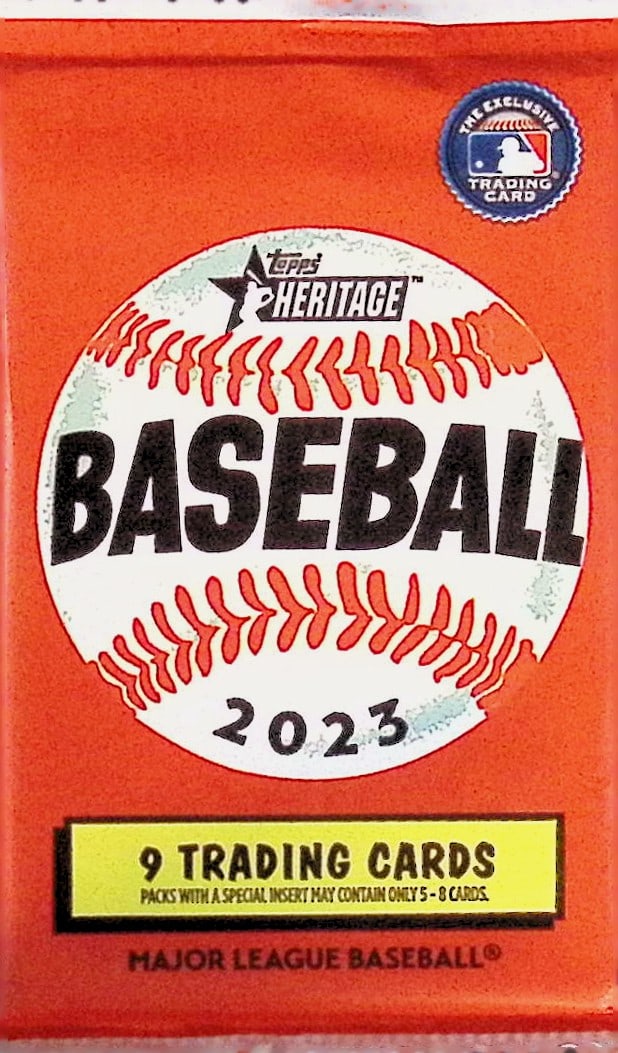 THE EXCLUSIVE
TRADING
CARD
topps
HERITAGE™
BASEBALL
2023
9 TRADING CARDS
PACKS WITH A SPECIAL INSERT MAY CONTAIN ONLY 5-8 CARDS.
MAJOR LEAGUE BASEBALL®